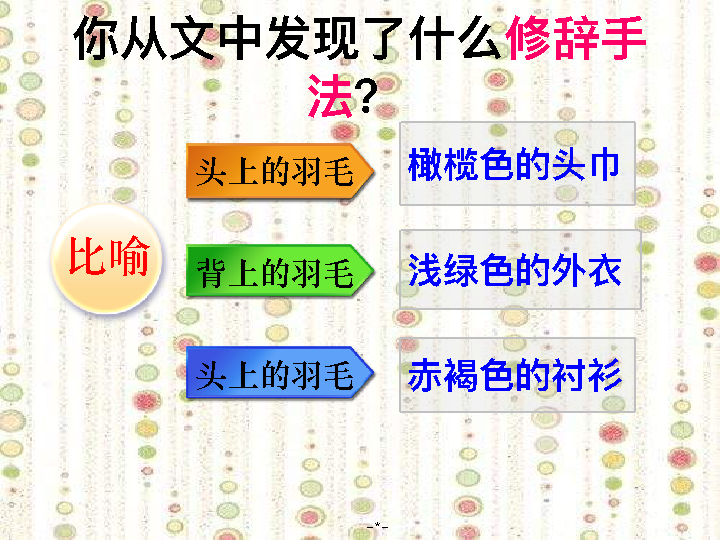 你从文中发现了什么修辞手
法?
头上的羽毛
橄榄色的头巾
比喻
背上的羽毛
浅绿色的外衣
头上的羽毛
赤褐色的衬衫
-*-